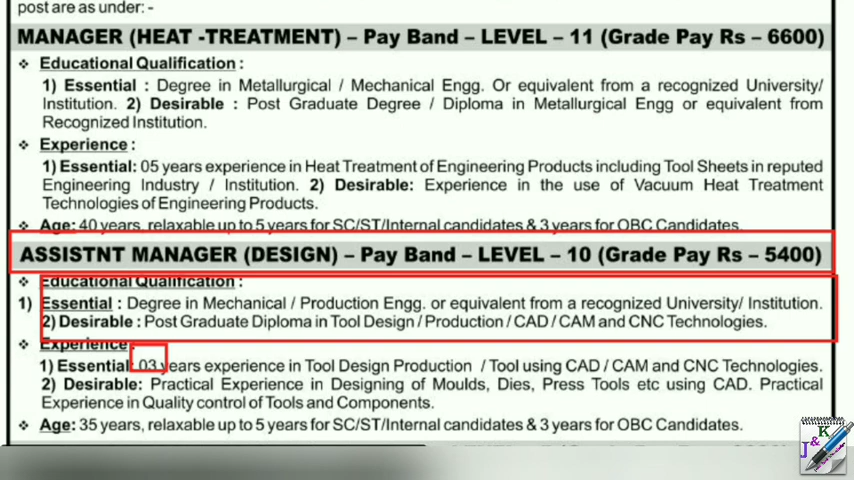 post are as under: -
MANAGER (HEAT -TREATMENT) – Pay Band – LEVEL – 11 (Grade Pay Rs – 6600)
❖ Educational Qualification :
1) Essential : Degree in Metallurgical / Mechanical Engg. Or equivalent from a recognized University/
Institution. 2) Desirable : Post Graduate Degree / Diploma in Metallurgical Engg or equivalent from
Recognized Institution.
❖ Experience :
1) Essential: 05 years experience in Heat Treatment of Engineering Products including Tool Sheets in reputed
Engineering Industry / Institution. 2) Desirable: Experience in the use of Vacuum Heat Treatment
Technologies of Engineering Products.
❖ Age: 40 years, relaxable up to 5 years for SC/ST/Internal candidates & 3 years for OBC Candidates.
ASSISTNT MANAGER (DESIGN) – Pay Band – LEVEL – 10 (Grade Pay Rs – 5400)
❖ Educational Qualification :
1) Essential : Degree in Mechanical / Production Engg. or equivalent from a recognized University/ Institution.
2) Desirable : Post Graduate Diploma in Tool Design / Production / CAD / CAM and CNC Technologies.
❖ Experience :
1) Essential: 03 years experience in Tool Design Production / Tool using CAD / CAM and CNC Technologies.
2) Desirable: Practical Experience in Designing of Moulds, Dies, Press Tools etc using CAD. Practical
Experience in Quality control of Tools and Components.
❖ Age: 35 years, relaxable up to 5 years for SC/ST/Internal candidates & 3 years for OBC Candidates.
J&K